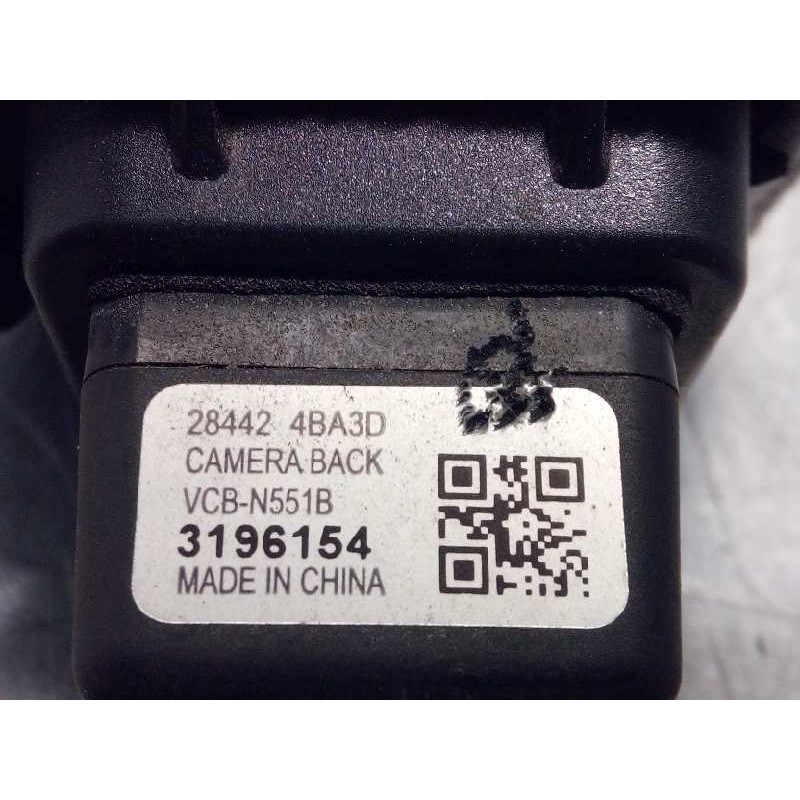 28442 4BA3D
CAMERA BACK
VCB-N551B
3196154
MADE IN CHINA